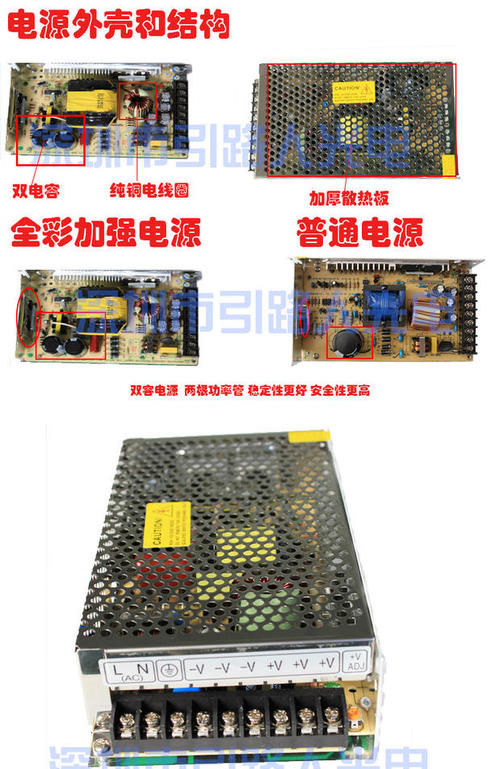 电源外壳和结构
CAUTION
深圳市引路人光电
双电容
纯铜电线圈
加厚散热板
全彩加强电源
普通电源
深圳市引路人光电
双容电源 两根功率管 稳定性更好 安全性更高
CAUTION
L N
(AC)
-V -V -V +V +V +V
+V
ADJ
深圳市引路人光电